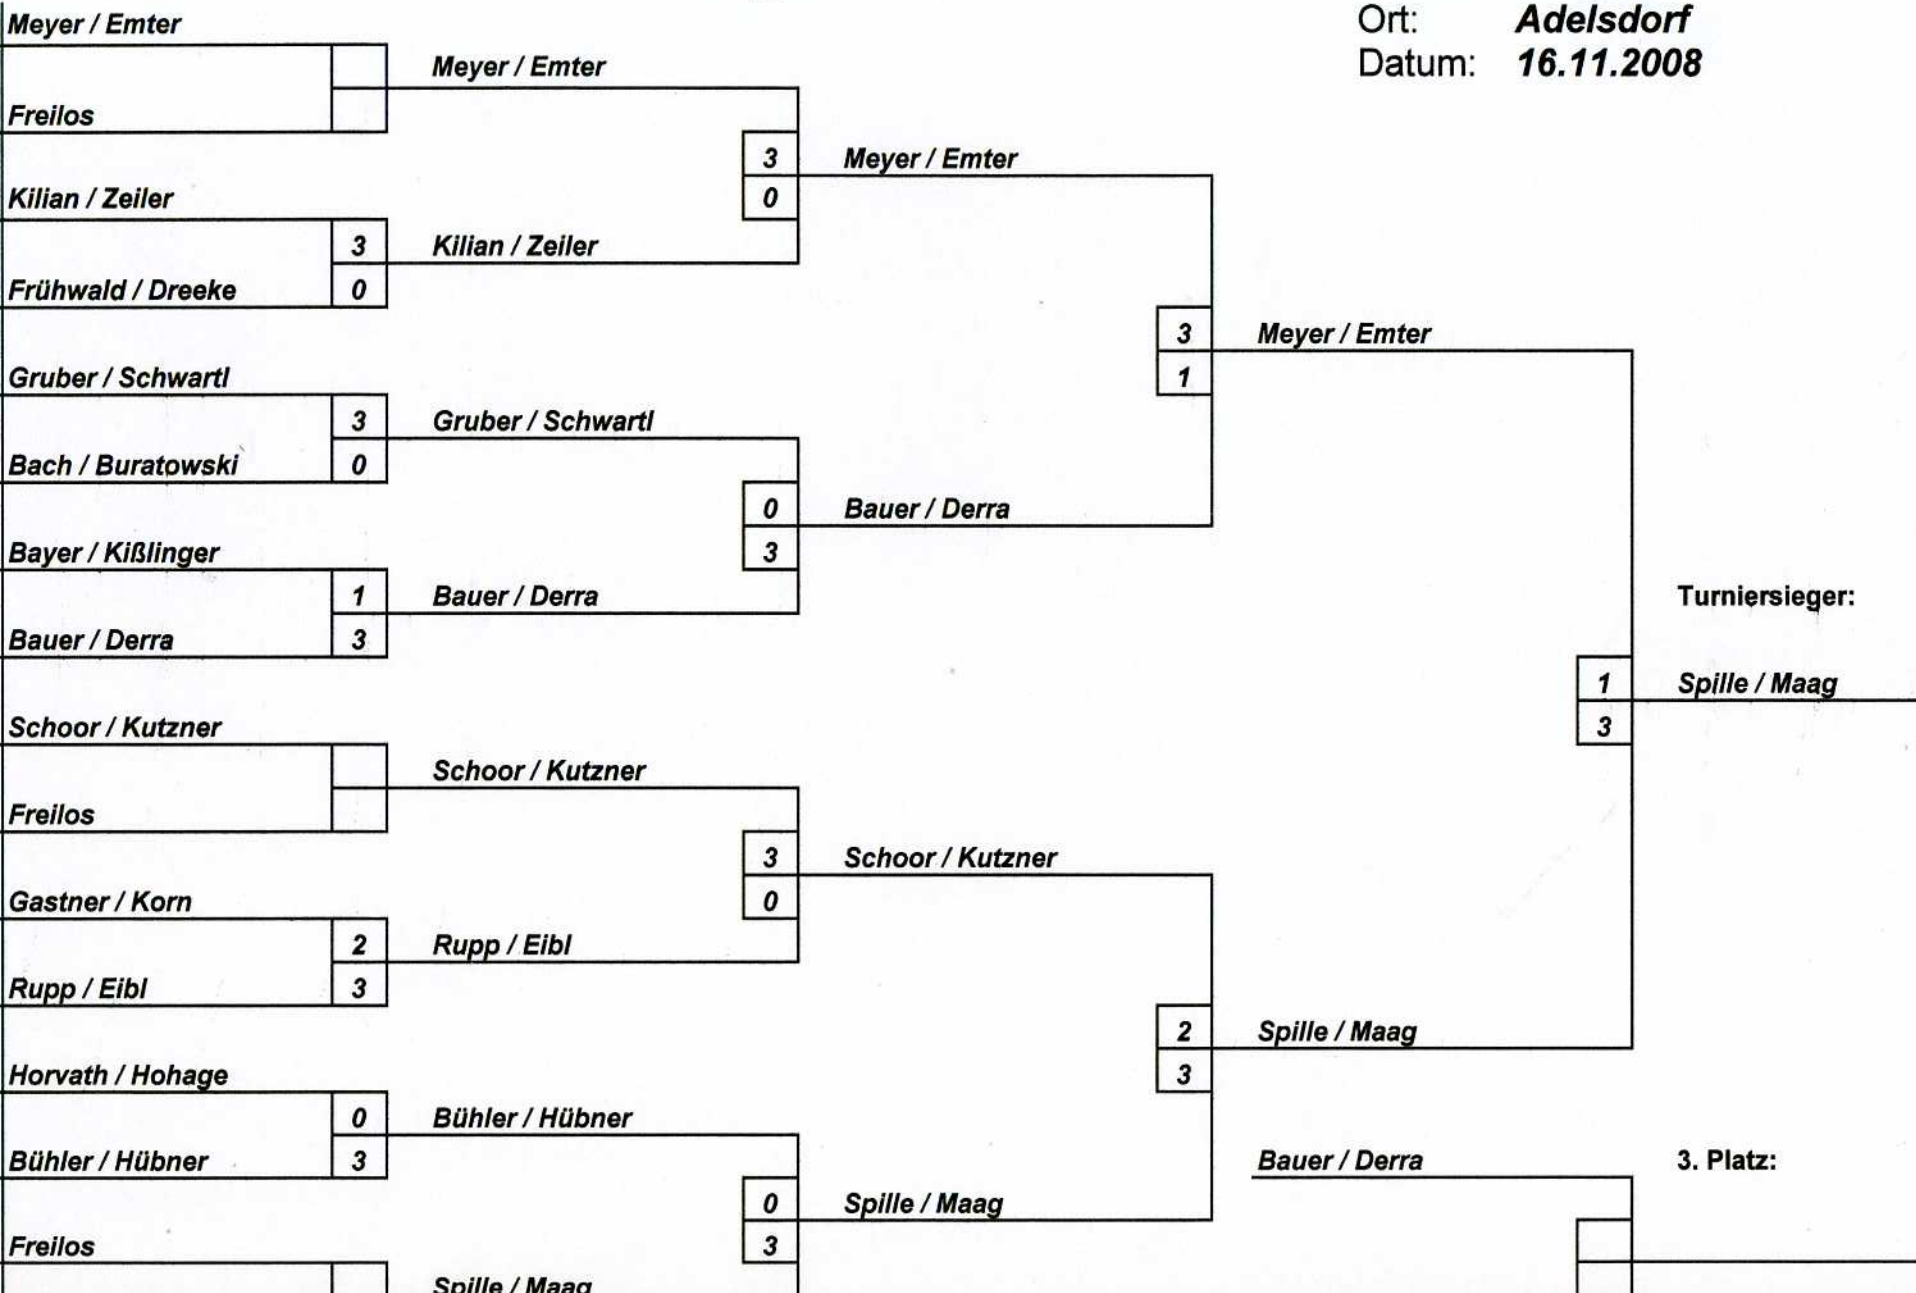 Ort: Adelsdorf
Datum: 16.11.2008
Meyer / Emter
Freilos
Kilian / Zeiler
3
0
Frühwald / Dreeke
Gruber / Schwartl
3
0
Bach / Buratowski
Bayer / Kißlinger
1
3
Bauer / Derra
Schoor / Kutzner
Freilos
Gastner / Korn
2
3
Rupp / Eibl
Horvath / Hohage
0
3
Bühler / Hübner
Freilos
Meyer / Emter
3
0
Kilian / Zeiler
Gruber / Schwartl
0
3
Bauer / Derra
Schoor / Kutzner
3
0
Rupp / Eibl
Bühler / Hübner
0
3
Spille / Maag
Meyer / Emter
3
1
Bauer / Derra
Schoor / Kutzner
2
3
Spille / Maag
Meyer / Emter
1
3
Spille / Maag
Turniersieger:
Spille / Maag
Bauer / Derra
3. Platz: